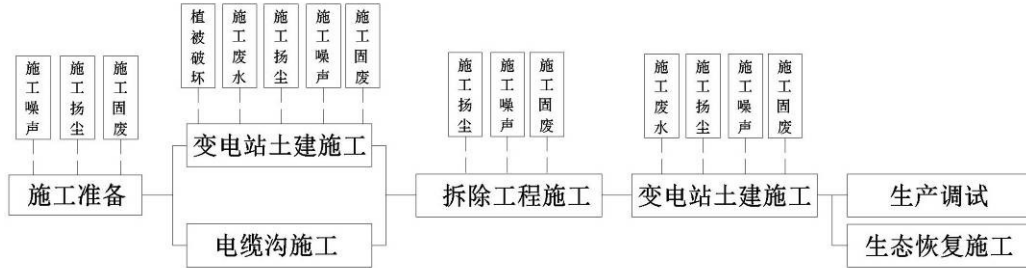 植被破坏
施工废水
施工扬尘
施工噪声
施工固废
施工噪声
施工扬尘
施工固废
施工扬尘
施工噪声
施工固废
施工废水
施工扬尘
施工噪声
施工固废
变电站土建施工
施工准备
拆除工程施工
变电站土建施工
生产调试
电缆沟施工
生态恢复施工